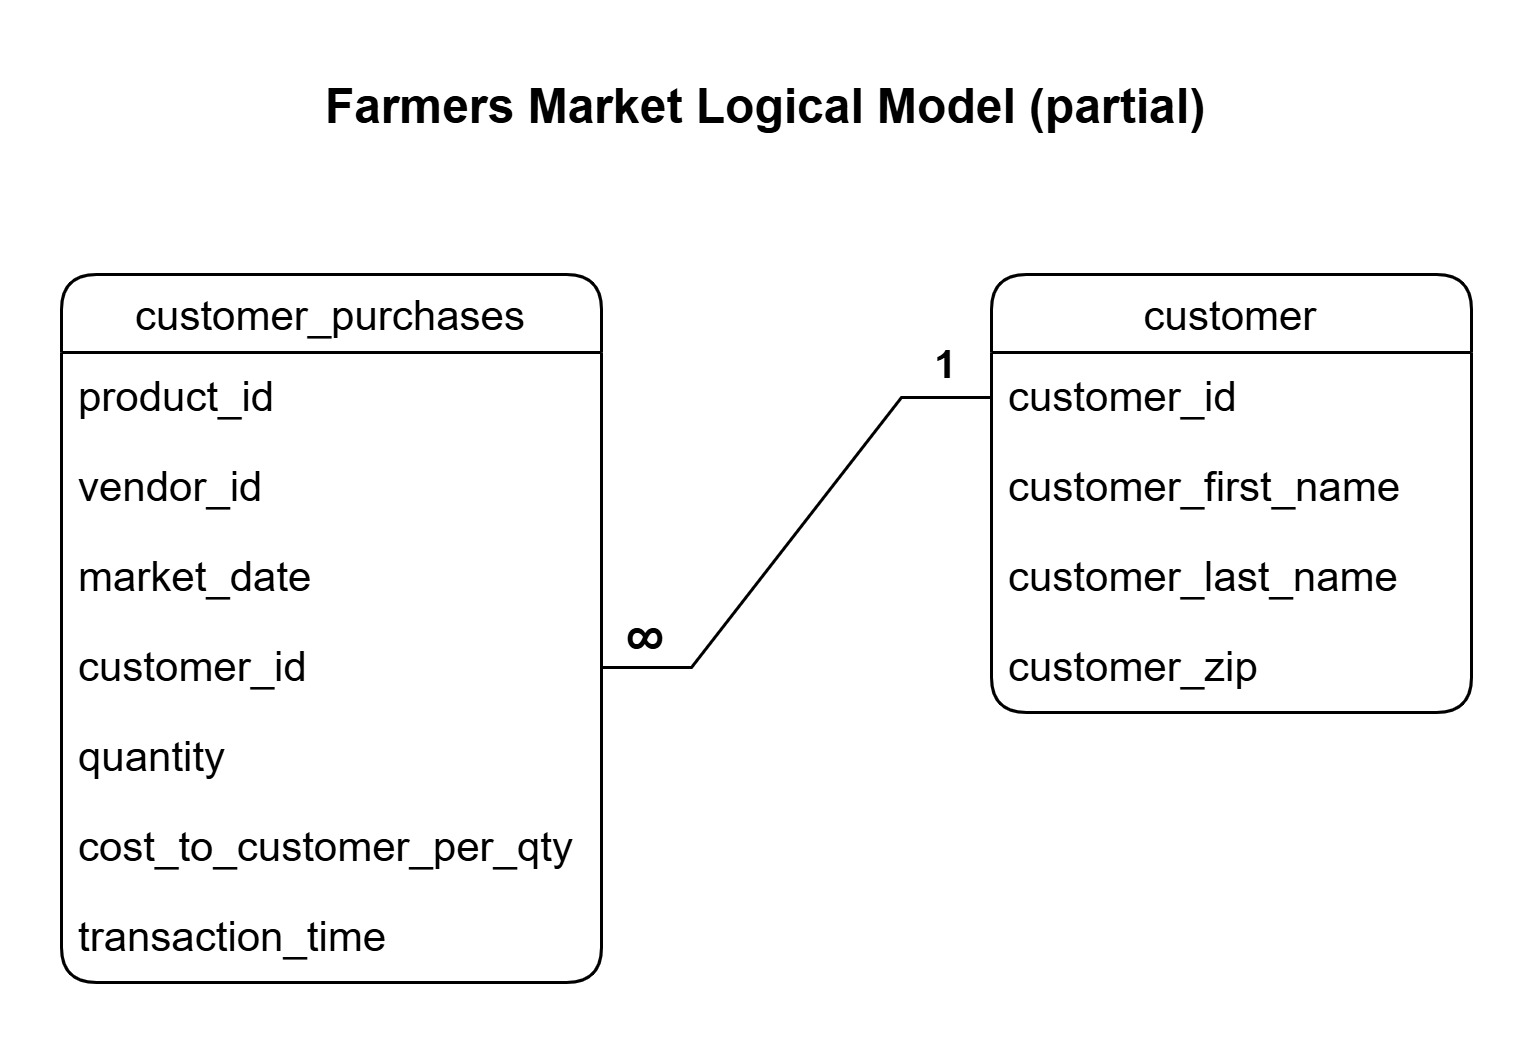 Farmers Market Logical Model (partial)
customer_purchases
product_id
vendor_id
market_date
customer_id
quantity
cost_to_customer_per_qty
transaction_time
∞
1
customer
customer_id
customer_first_name
customer_last_name
customer_zip